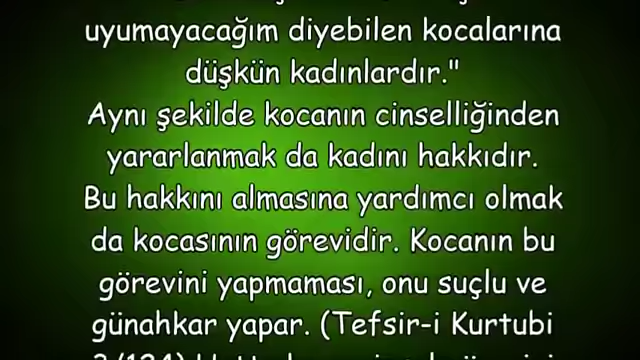 uyumayacağım diyebilen kocalarına
düşkün kadınlardır."
Aynı şekilde kocanın cinselliğinden
yararlanmak da kadını hakkıdır.
Bu hakkını almasına yardımcı olmak
da kocasının görevidir. Kocanın bu
görevini yapmaması, onu suçlu ve
günahkar yapar. (Tefsir-i Kurtubi